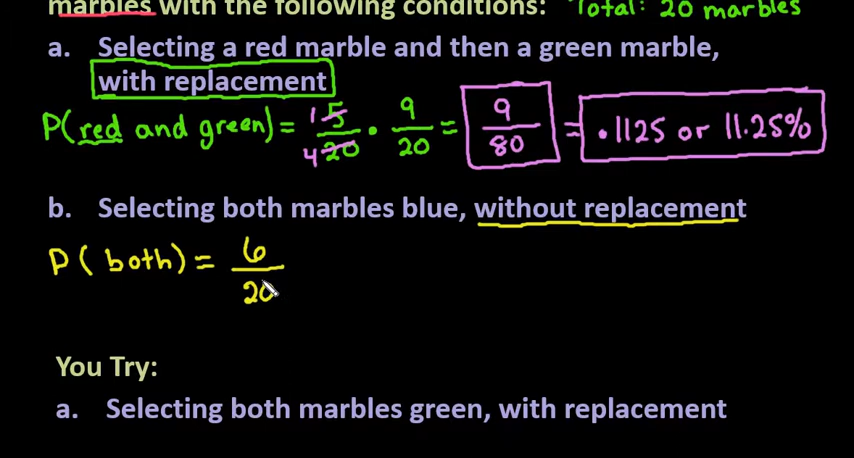 marbles with the following conditions: Total: 20 marbles
a. Selecting a red marble and then a green marble,
with replacement
P(red and green) = 1 5/4 20 · 9/20 = 9/80 = .1125 or 11.25%
b. Selecting both marbles blue, without replacement
P(both) = 6/20
You Try:
a. Selecting both marbles green, with replacement